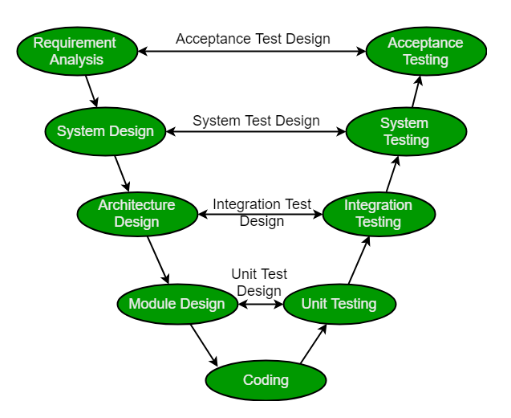 Requirement
Analysis
Acceptance Test Design
Acceptance
Testing
System Design
System Test Design
System
Testing
Architecture
Design
Integration Test
Design
Integration
Testing
Module Design
Unit Test
Design
Unit Testing
Coding